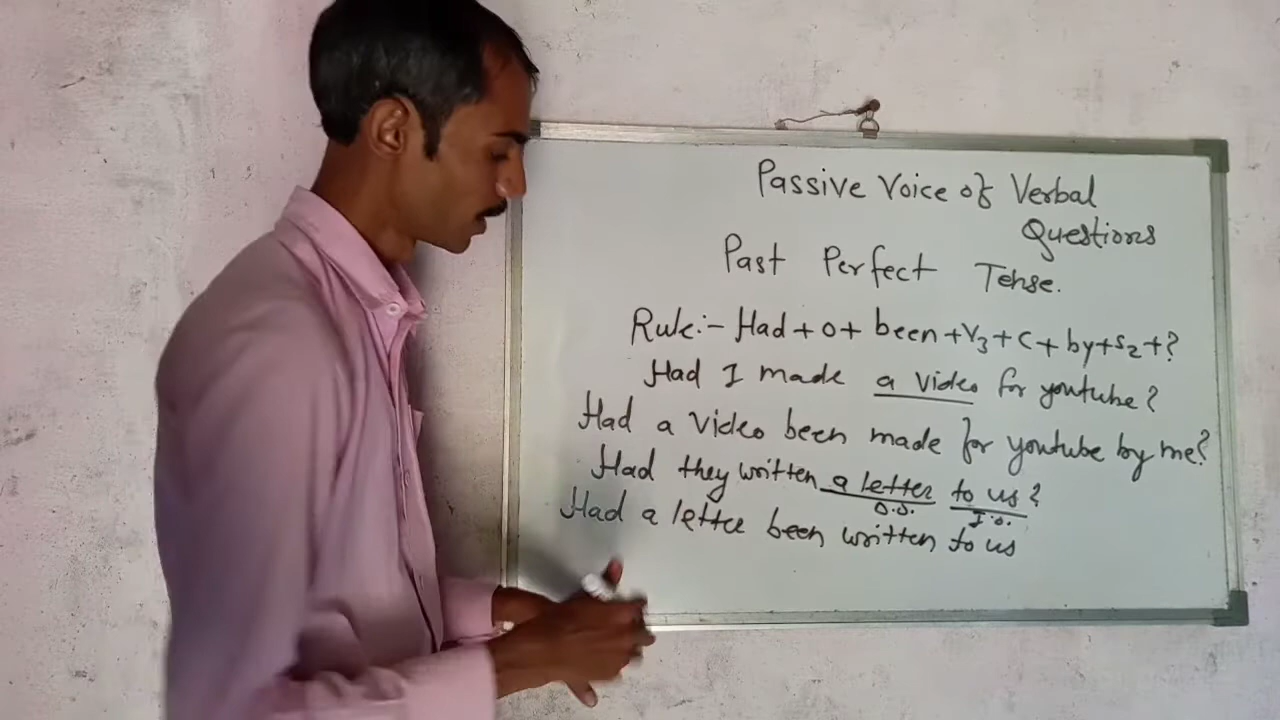 Passive Voice of Verbal
Questions
Past Perfect Tense.
Rule:- Had + O + been + V3 + C + by + S2 + ?
Had I made a video for youtube?
Had a video been made for youtube by me?
Had they written a letter to us?
D.O. I.O.
Had a letter been written to us